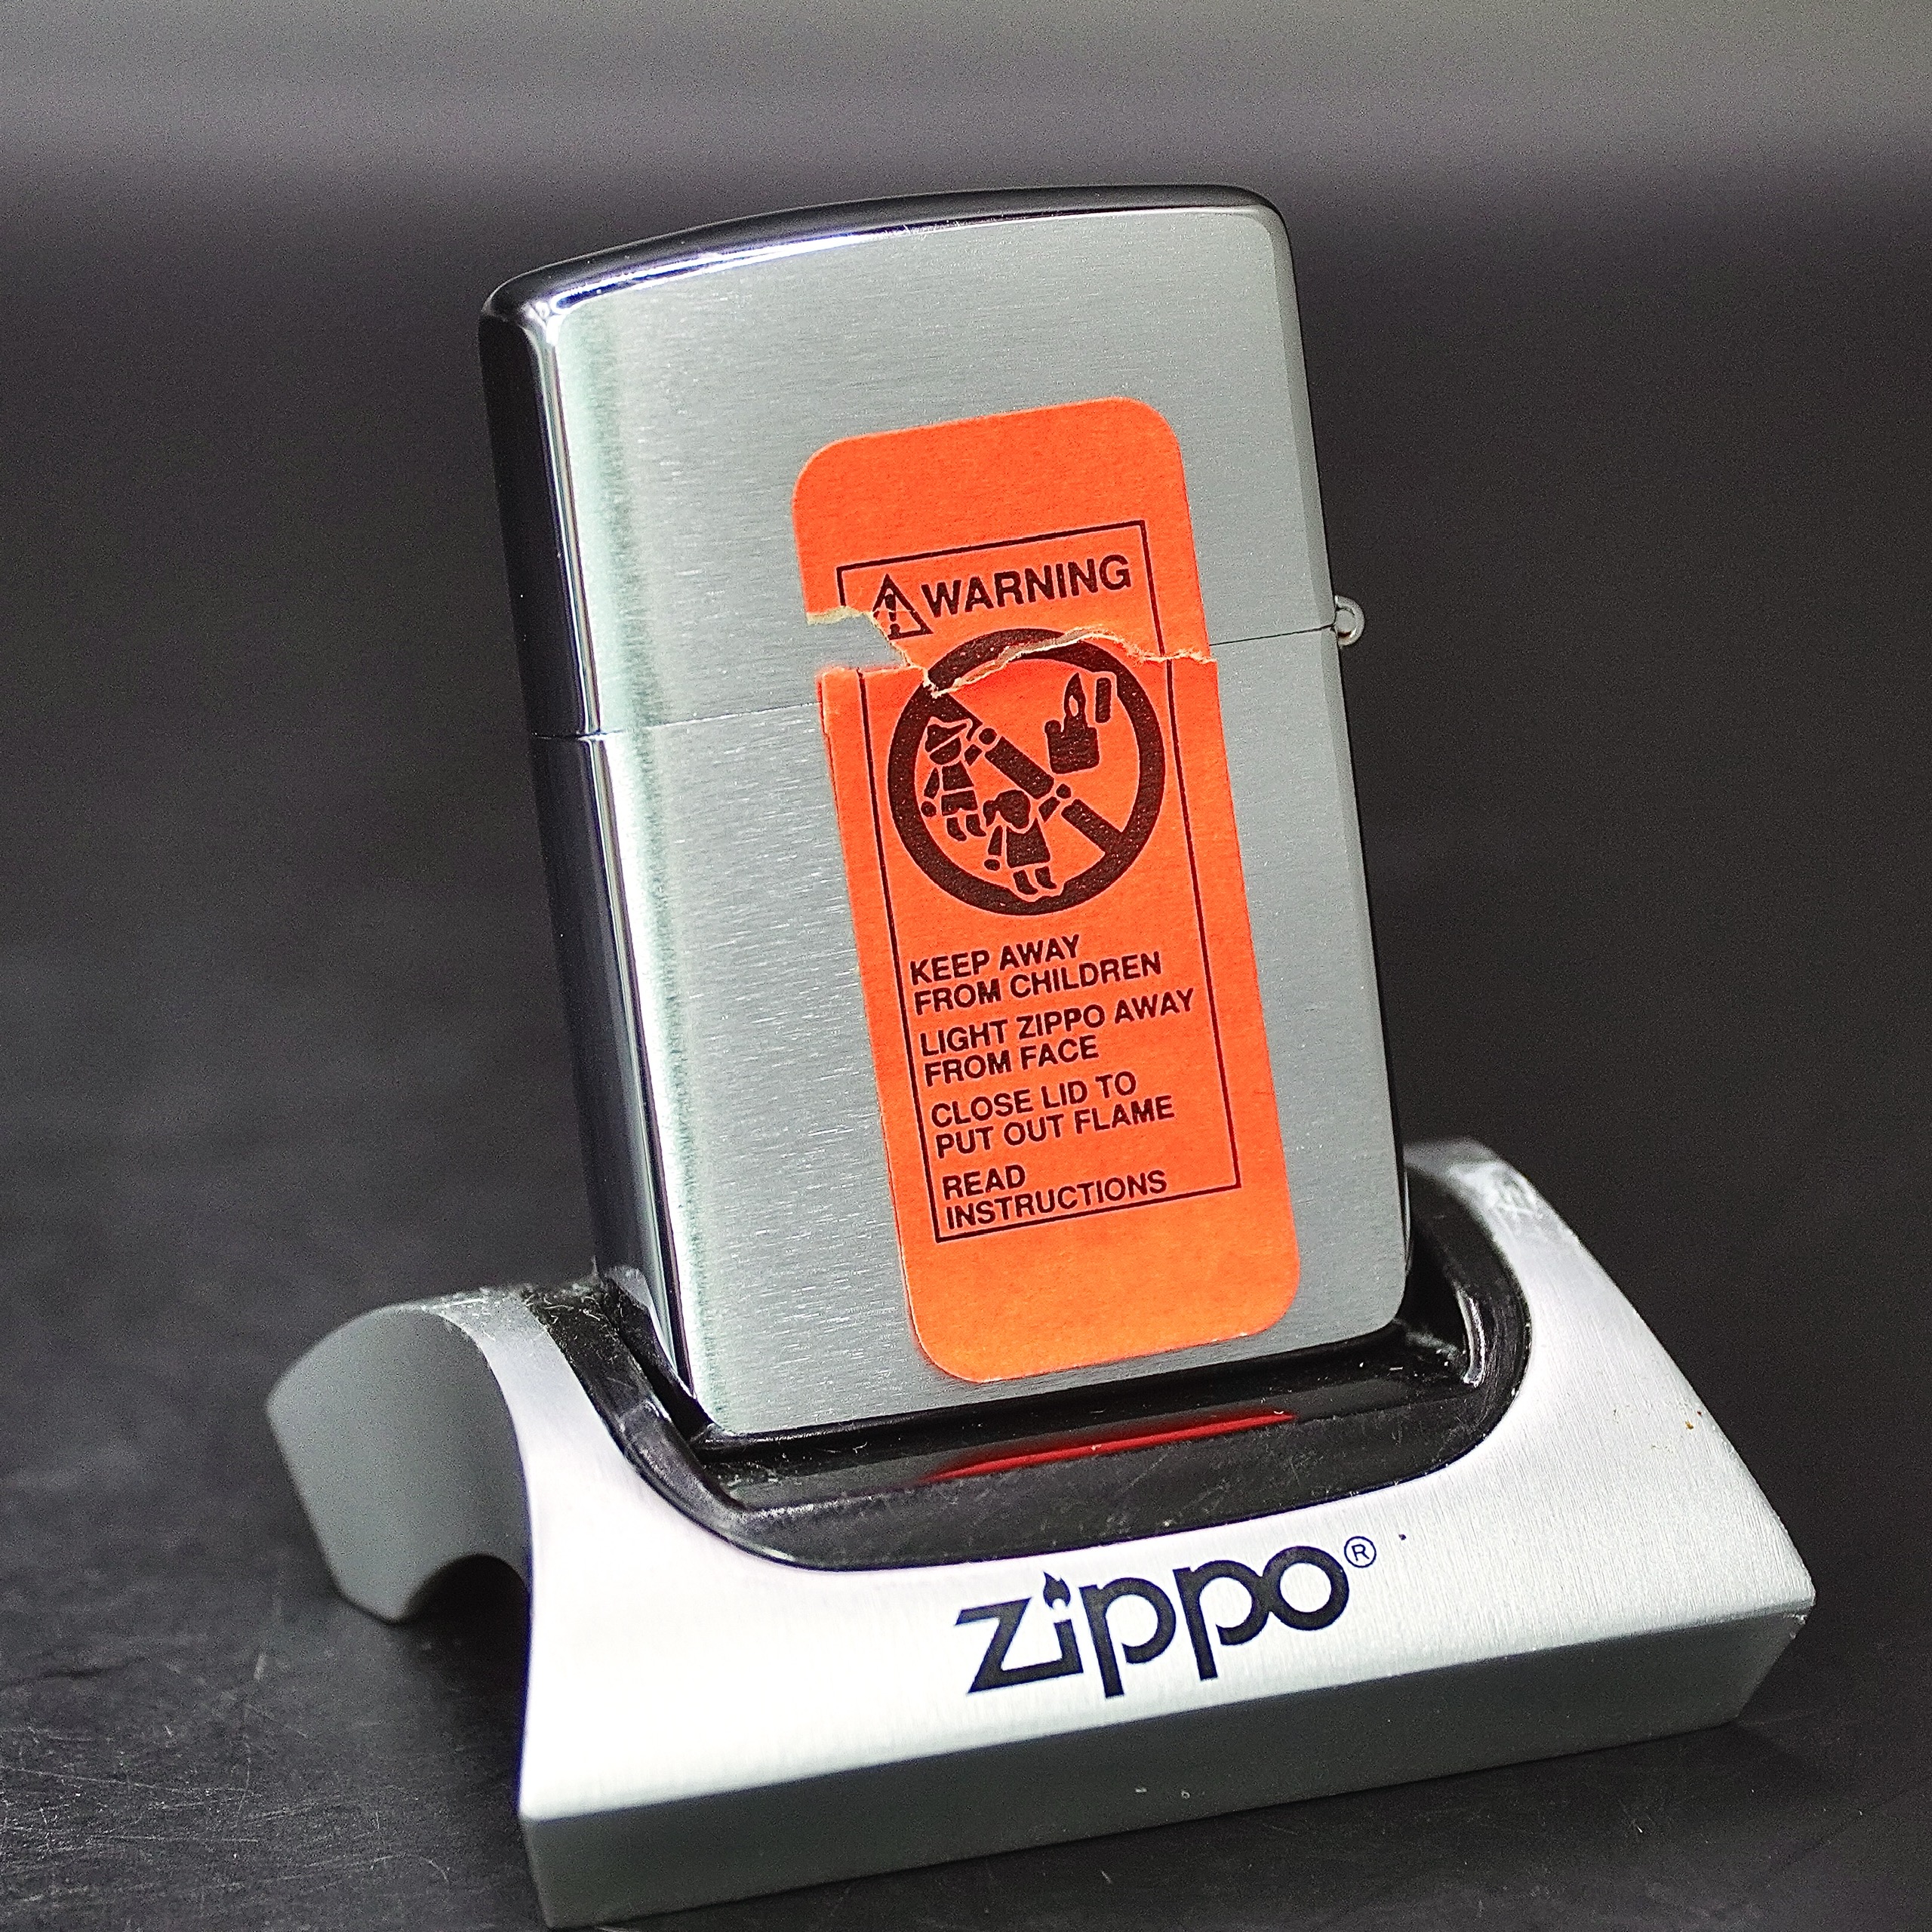 WARNING
KEEP AWAY
FROM CHILDREN
LIGHT ZIPPO AWAY
FROM FACE
CLOSE LID TO
PUT OUT FLAME
READ
INSTRUCTIONS
zippo®